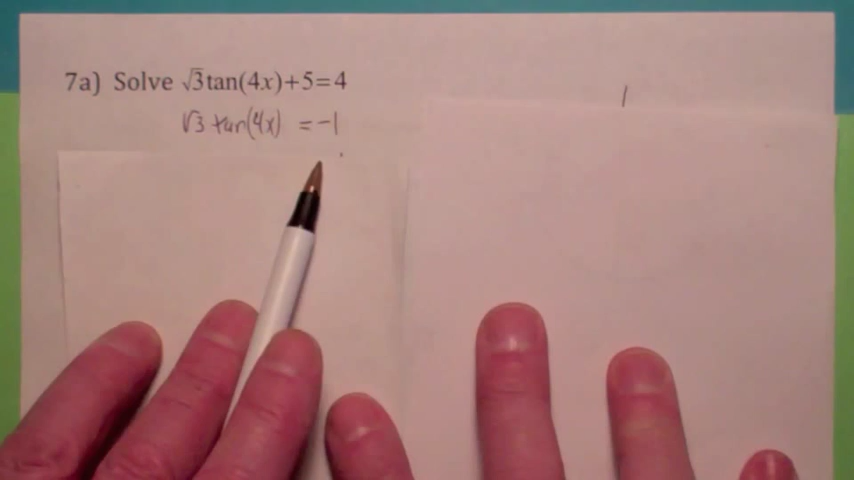 7a) Solve √3tan(4x)+5=4
√3 tan(4x) = -1